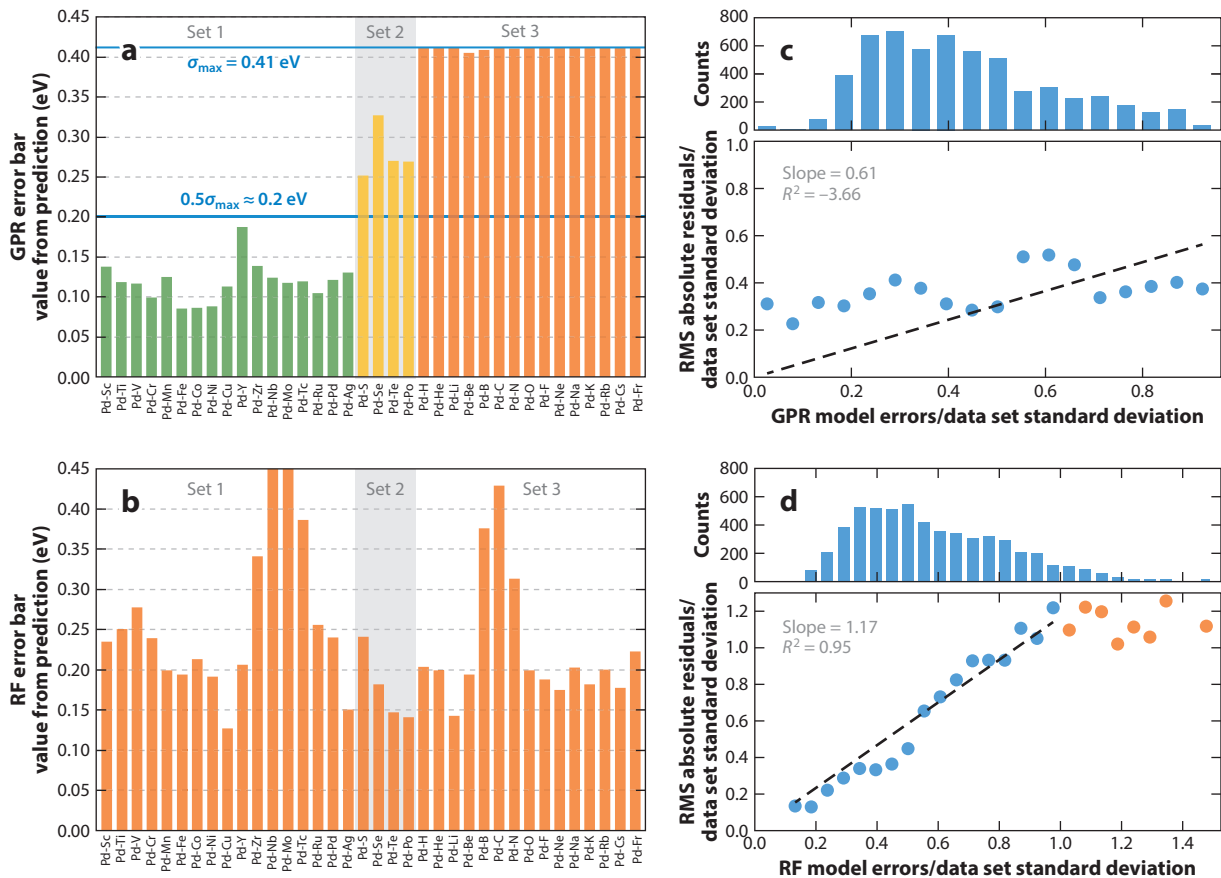 a
Set 1
Set 2
Set 3
σmax = 0.41 eV
0.5σmax ≈ 0.2 eV
GPR error bar
value from prediction (eV)
0.45
0.40
0.35
0.30
0.25
0.20
0.15
0.10
0.05
0.00
Pd-Sc
Pd-Ti
Pd-V
Pd-Cr
Pd-Mn
Pd-Fe
Pd-Co
Pd-Ni
Pd-Cu
Pd-Y
Pd-Zr
Pd-Nb
Pd-Mo
Pd-Tc
Pd-Ru
Pd-Pd
Pd-Ag
Pd-S
Pd-Se
Pd-Te
Pd-Po
Pd-H
Pd-He
Pd-Li
Pd-Be
Pd-B
Pd-C
Pd-N
Pd-O
Pd-F
Pd-Ne
Pd-Na
Pd-K
Pd-Rb
Pd-Cs
Pd-Fr
c
Counts
800
600
400
200
0
RMS absolute residuals/
data set standard deviation
1.0
0.8
0.6
0.4
0.2
0.0
Slope = 0.61
R² = –3.66
0.0
0.2
0.4
0.6
0.8
GPR model errors/data set standard deviation
b
Set 1
Set 2
Set 3
RF error bar
value from prediction (eV)
0.45
0.40
0.35
0.30
0.25
0.20
0.15
0.10
0.05
0.00
Pd-Sc
Pd-Ti
Pd-V
Pd-Cr
Pd-Mn
Pd-Fe
Pd-Co
Pd-Ni
Pd-Cu
Pd-Y
Pd-Zr
Pd-Nb
Pd-Mo
Pd-Tc
Pd-Ru
Pd-Pd
Pd-Ag
Pd-S
Pd-Se
Pd-Te
Pd-Po
Pd-H
Pd-He
Pd-Li
Pd-Be
Pd-B
Pd-C
Pd-N
Pd-O
Pd-F
Pd-Ne
Pd-Na
Pd-K
Pd-Rb
Pd-Cs
Pd-Fr
d
Counts
800
600
400
200
0
RMS absolute residuals/
data set standard deviation
1.2
1.0
0.8
0.6
0.4
0.2
0.0
Slope = 1.17
R² = 0.95
0.0
0.2
0.4
0.6
0.8
1.0
1.2
1.4
RF model errors/data set standard deviation